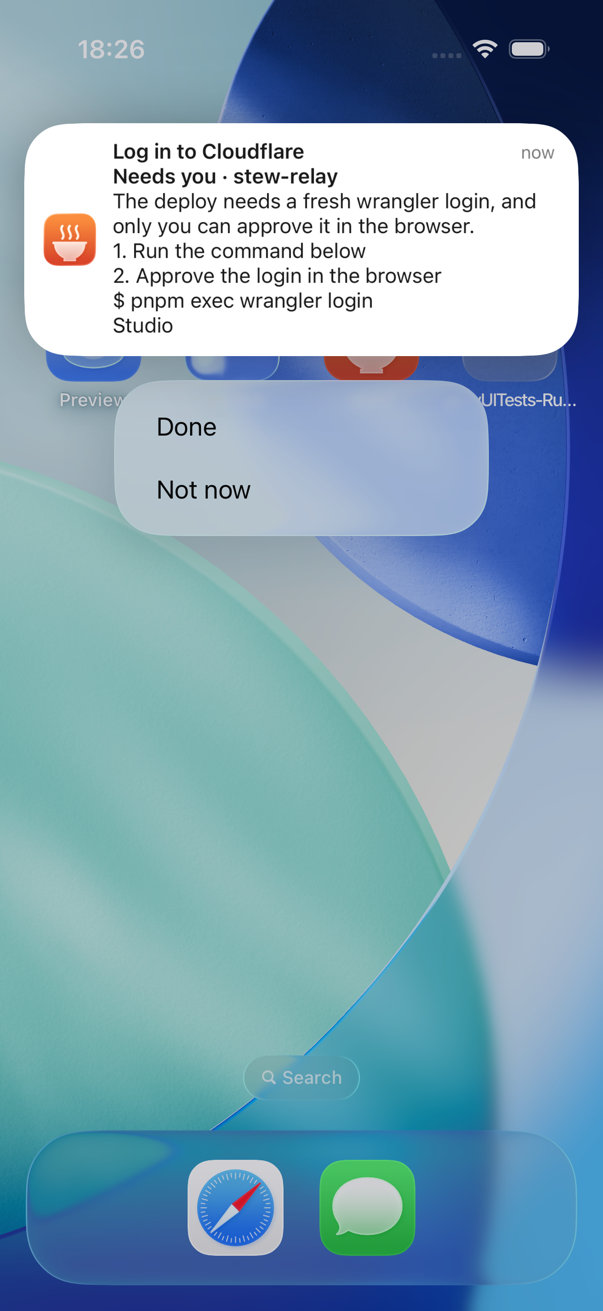 18:26
Log in to Cloudflare
now
Needs you · stew-relay
The deploy needs a fresh wrangler login, and
only you can approve it in the browser.
1. Run the command below
2. Approve the login in the browser
$ pnpm exec wrangler login
Studio
Preview
UITests-Ru...
Done
Not now
Search